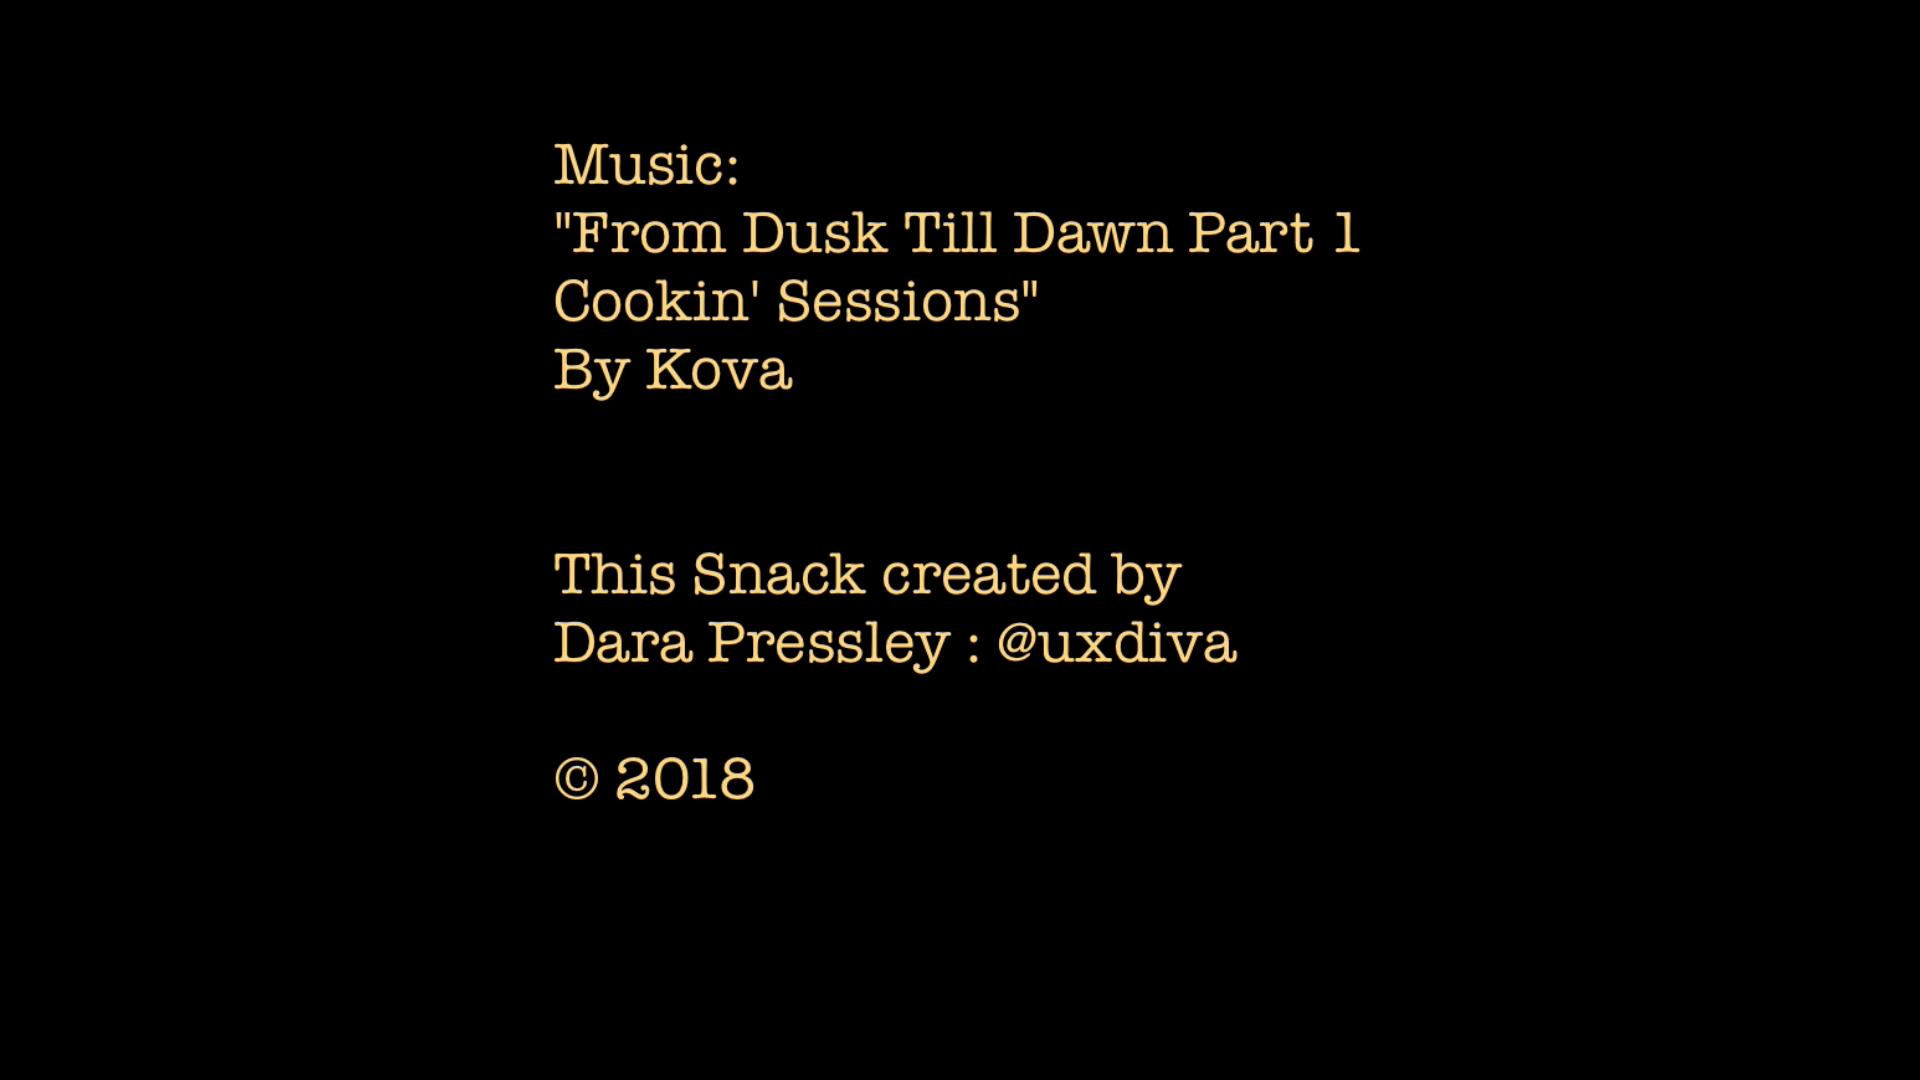 Music:
"From Dusk Till Dawn Part 1
Cookin' Sessions"
By Kova
This Snack created by
Dara Pressley : @uxdiva
© 2018